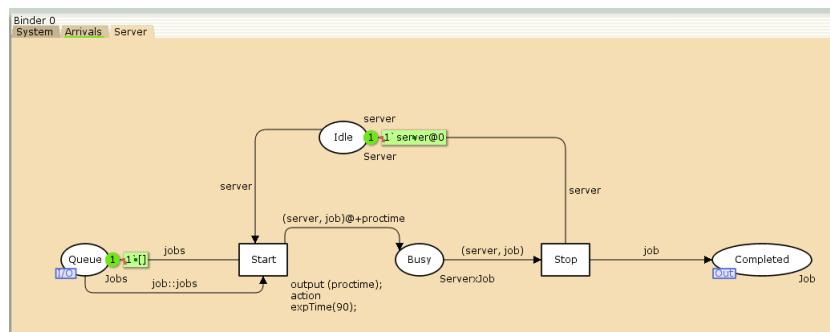 Binder 0
System Arrivals Server
server
Idle 1 1`server@0
Server
server
server
(server, job)@+proctime
jobs
(server, job)
job
Queue 1 1`[]
Start
Busy
Stop
Completed
I/O
Jobs
job::jobs
output (proctime);
action
expTime(90);
ServerxJob
Out
Job